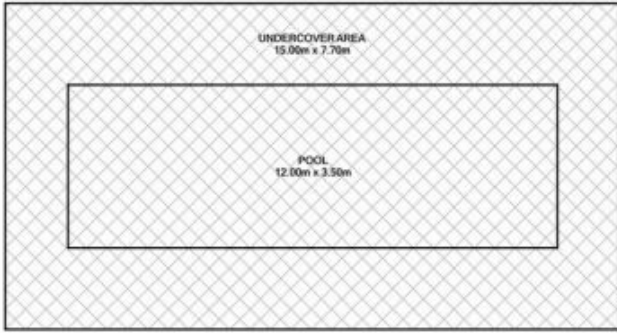 UNDERCOVER AREA
15.00m x 7.70m
POOL
12.00m x 3.50m